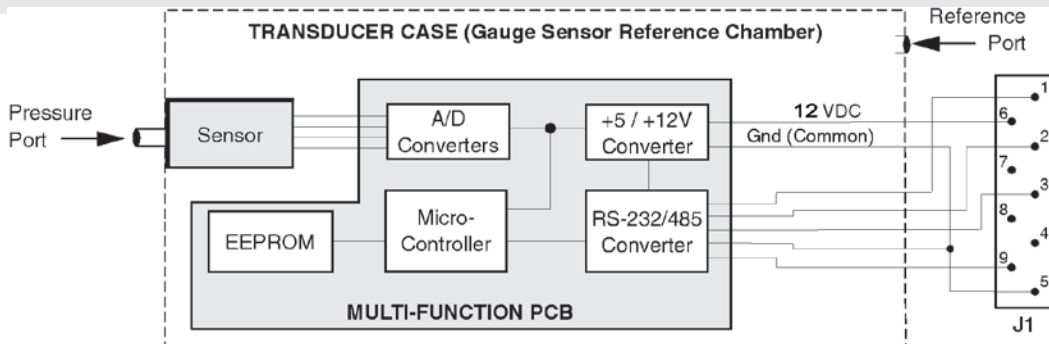 TRANSDUCER CASE (Gauge Sensor Reference Chamber)
Reference
Port
Pressure
Port
Sensor
A/D
Converters
+5 / +12V
Converter
12 VDC
Gnd (Common)
EEPROM
Micro-
Controller
RS-232/485
Converter
MULTI-FUNCTION PCB
1
6
2
7
3
8
4
9
5
J1